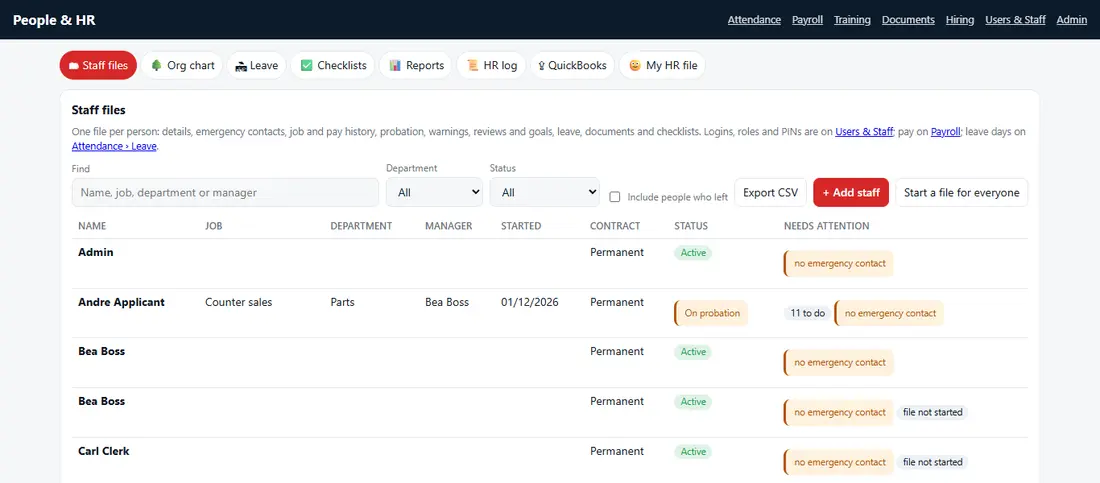 People & HR
Attendance Payroll Training Documents Hiring Users & Staff Admin
Staff files Org chart Leave Checklists Reports HR log QuickBooks My HR file
Staff files
One file per person: details, emergency contacts, job and pay history, probation, warnings, reviews and goals, leave, documents and checklists. Logins, roles and PINs are on Users & Staff; pay on Payroll; leave days on
Attendance › Leave.
Find Department Status
Name, job, department or manager All All Include people who left Export CSV + Add staff Start a file for everyone
NAME JOB DEPARTMENT MANAGER STARTED CONTRACT STATUS NEEDS ATTENTION
Admin Permanent Active no emergency contact
Andre Applicant Counter sales Parts Bea Boss 01/12/2026 Permanent On probation 11 to do no emergency contact
Bea Boss Permanent Active no emergency contact
Bea Boss Permanent Active no emergency contact file not started
Carl Clerk Permanent Active no emergency contact file not started